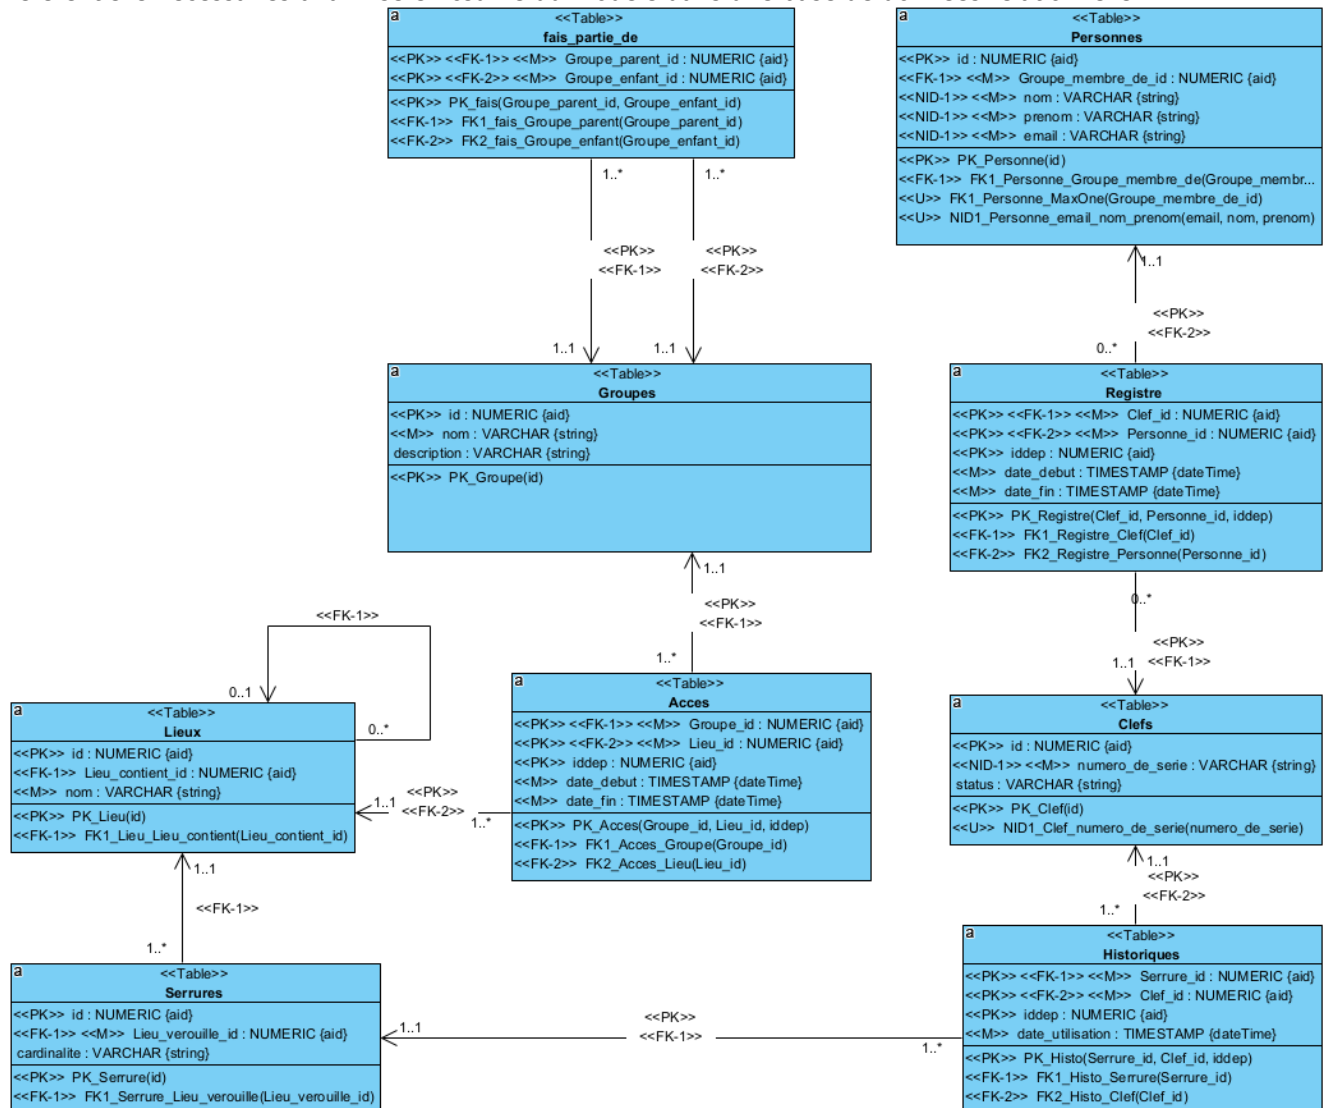 a
<<Table>>
fais_partie_de
<<PK>> <<FK-1>> <<M>> Groupe_parent_id : NUMERIC {aid}
<<PK>> <<FK-2>> <<M>> Groupe_enfant_id : NUMERIC {aid}
<<PK>> PK_fais(Groupe_parent_id, Groupe_enfant_id)
<<FK-1>> FK1_fais_Groupe_parent(Groupe_parent_id)
<<FK-2>> FK2_fais_Groupe_enfant(Groupe_enfant_id)
a
<<Table>>
Personnes
<<PK>> id : NUMERIC {aid}
<<FK-1>> <<M>> Groupe_membre_de_id : NUMERIC {aid}
<<NID-1>> <<M>> nom : VARCHAR {string}
<<NID-1>> <<M>> prenom : VARCHAR {string}
<<NID-1>> <<M>> email : VARCHAR {string}
<<PK>> PK_Personne(id)
<<FK-1>> FK1_Personne_Groupe_membre_de(Groupe_membr...
<<U>> FK1_Personne_MaxOne(Groupe_membre_de_id)
<<U>> NID1_Personne_email_nom_prenom(email, nom, prenom)
1..*
1..*
<<PK>>
<<FK-1>>
<<PK>>
<<FK-2>>
1..1
1..1
1..1
<<PK>>
<<FK-2>>
0..*
a
<<Table>>
Groupes
<<PK>> id : NUMERIC {aid}
<<M>> nom : VARCHAR {string}
description : VARCHAR {string}
<<PK>> PK_Groupe(id)
a
<<Table>>
Registre
<<PK>> <<FK-1>> <<M>> Clef_id : NUMERIC {aid}
<<PK>> <<FK-2>> <<M>> Personne_id : NUMERIC {aid}
<<PK>> iddep : NUMERIC {aid}
<<M>> date_debut : TIMESTAMP {dateTime}
<<M>> date_fin : TIMESTAMP {dateTime}
<<PK>> PK_Registre(Clef_id, Personne_id, iddep)
<<FK-1>> FK1_Registre_Clef(Clef_id)
<<FK-2>> FK2_Registre_Personne(Personne_id)
1..1
<<PK>>
<<FK-1>>
1..*
0..*
<<PK>>
<<FK-1>>
1..1
<<FK-1>>
0..1
0..*
a
<<Table>>
Lieux
<<PK>> id : NUMERIC {aid}
<<FK-1>> Lieu_contient_id : NUMERIC {aid}
<<M>> nom : VARCHAR {string}
<<PK>> PK_Lieu(id)
<<FK-1>> FK1_Lieu_Lieu_contient(Lieu_contient_id)
<<PK>>
<<FK-2>>
1..1
1..*
a
<<Table>>
Acces
<<PK>> <<FK-1>> <<M>> Groupe_id : NUMERIC {aid}
<<PK>> <<FK-2>> <<M>> Lieu_id : NUMERIC {aid}
<<PK>> iddep : NUMERIC {aid}
<<M>> date_debut : TIMESTAMP {dateTime}
<<M>> date_fin : TIMESTAMP {dateTime}
<<PK>> PK_Acces(Groupe_id, Lieu_id, iddep)
<<FK-1>> FK1_Acces_Groupe(Groupe_id)
<<FK-2>> FK2_Acces_Lieu(Lieu_id)
a
<<Table>>
Clefs
<<PK>> id : NUMERIC {aid}
<<NID-1>> <<M>> numero_de_serie : VARCHAR {string}
status : VARCHAR {string}
<<PK>> PK_Clef(id)
<<U>> NID1_Clef_numero_de_serie(numero_de_serie)
1..1
<<FK-1>>
1..*
1..1
<<PK>>
<<FK-2>>
1..*
a
<<Table>>
Serrures
<<PK>> id : NUMERIC {aid}
<<FK-1>> <<M>> Lieu_verouille_id : NUMERIC {aid}
cardinalite : VARCHAR {string}
<<PK>> PK_Serrure(id)
<<FK-1>> FK1_Serrure_Lieu_verouille(Lieu_verouille_id)
1..1
<<PK>>
<<FK-1>>
1..*
a
<<Table>>
Historiques
<<PK>> <<FK-1>> <<M>> Serrure_id : NUMERIC {aid}
<<PK>> <<FK-2>> <<M>> Clef_id : NUMERIC {aid}
<<PK>> iddep : NUMERIC {aid}
<<M>> date_utilisation : TIMESTAMP {dateTime}
<<PK>> PK_Histo(Serrure_id, Clef_id, iddep)
<<FK-1>> FK1_Histo_Serrure(Serrure_id)
<<FK-2>> FK2_Histo_Clef(Clef_id)